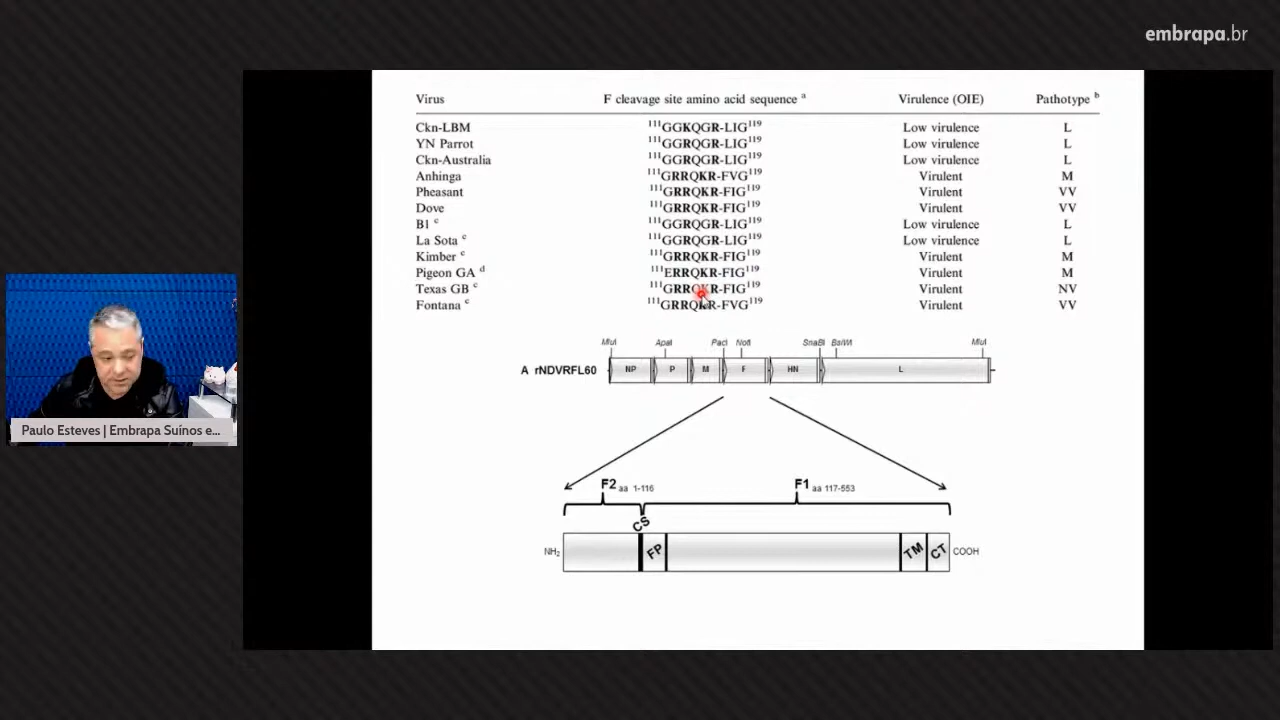 embrapa.br
Virus F cleavage site amino acid sequence a Virulence (OIE) Pathotype b
Ckn-LBM 111GGKQGR-LIG119 Low virulence L
YN Parrot 111GGRQGR-LIG119 Low virulence L
Ckn-Australia 111GGRQGR-LIG119 Low virulence L
Anhinga 111GRRQKR-FVG119 Virulent M
Pheasant 111GRRQKR-FIG119 Virulent VV
Dove 111GRRQKR-FIG119 Virulent VV
B1 c 111GGRQGR-LIG119 Low virulence L
La Sota c 111GGRQGR-LIG119 Low virulence L
Kimber c 111GRRQKR-FIG119 Virulent M
Pigeon GA d 111ERRQKR-FIG119 Virulent M
Texas GB c 111GRRQKR-FIG119 Virulent NV
Fontana c 111GRRQKR-FVG119 Virulent VV
MluI ApaI PacI NotI SnaBI BsiWI MluI
A rNDVRFL60 NP P M F HN L
F2 aa 1-116 F1 aa 117-553
CS
NH2 FP TM CT COOH
Paulo Esteves | Embrapa Suínos e...